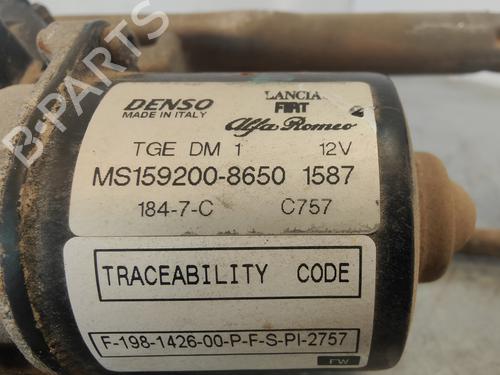 DENSO
MADE IN ITALY
LANCIA
FIAT
Alfa Romeo
TGE DM 1 12V
MS159200-8650 1587
184-7-C C757
TRACEABILITY CODE
F-198-1426-00-P-F-S-PI-2757
FW
B-PARTS